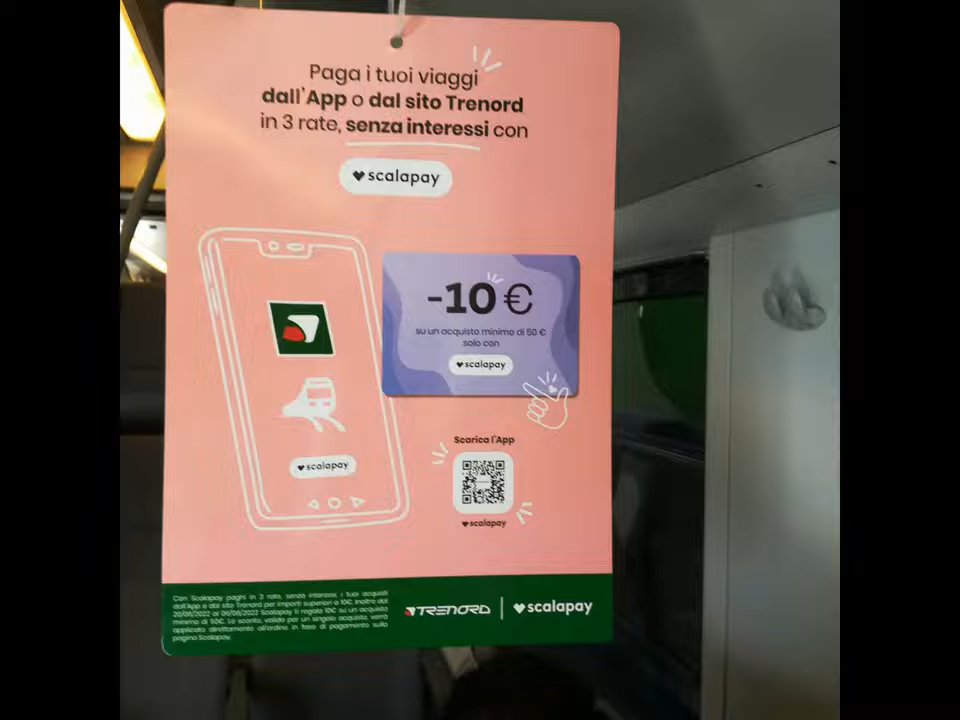 Paga i tuoi viaggi
dall'App o dal sito Trenord
in 3 rate, senza interessi con
scalapay
-10 €
su un acquisto minimo di 50 €
solo con
scalapay
scalapay
Scarica l'App
scalapay
Con Scalapay paghi in 3 rate, senza interessi, i tuoi acquisti
dall'App e dal sito Trenord per importi superiori a 10€. Inoltre dal
minimo di 50€. Lo sconto, valido per un singolo acquisto, verrà
applicato direttamente all'ordine in fase di pagamento sulla
pagina Scalapay.
TRENORD
scalapay